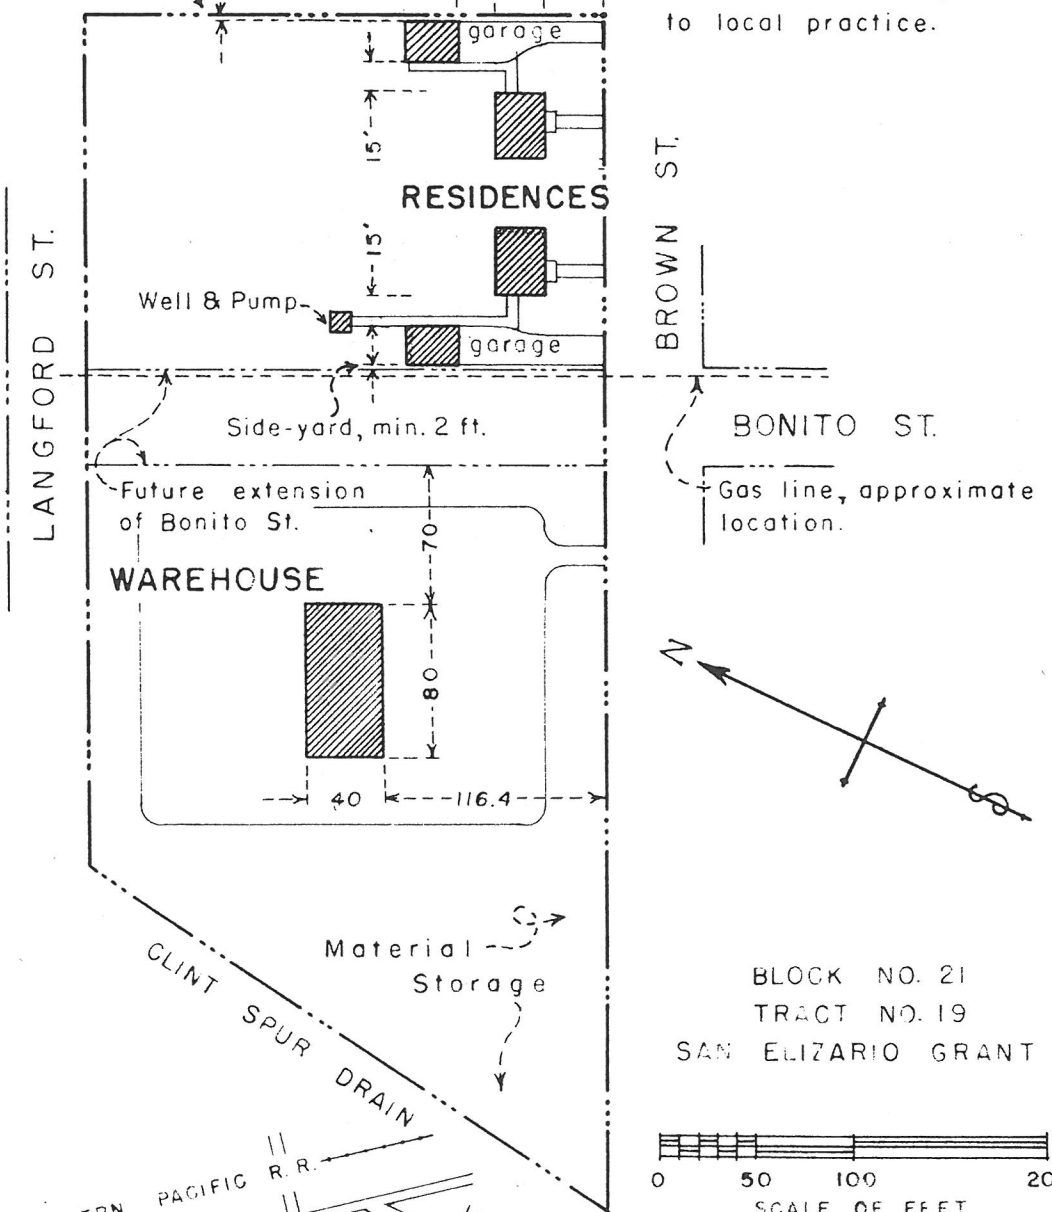 to local practice.
garage
15'
RESIDENCES
15'
Well & Pump
garage
LANGFORD ST.
BROWN ST.
Side-yard, min. 2 ft.
BONITO ST.
Future extension
of Bonito St.
Gas line, approximate
location.
70
WAREHOUSE
80
N
S
40
116.4
Material
Storage
CLINT SPUR DRAIN
BLOCK NO. 21
TRACT NO. 19
SAN ELIZARIO GRANT
PACIFIC R. R.
0 50 100
SCALE OF FEET